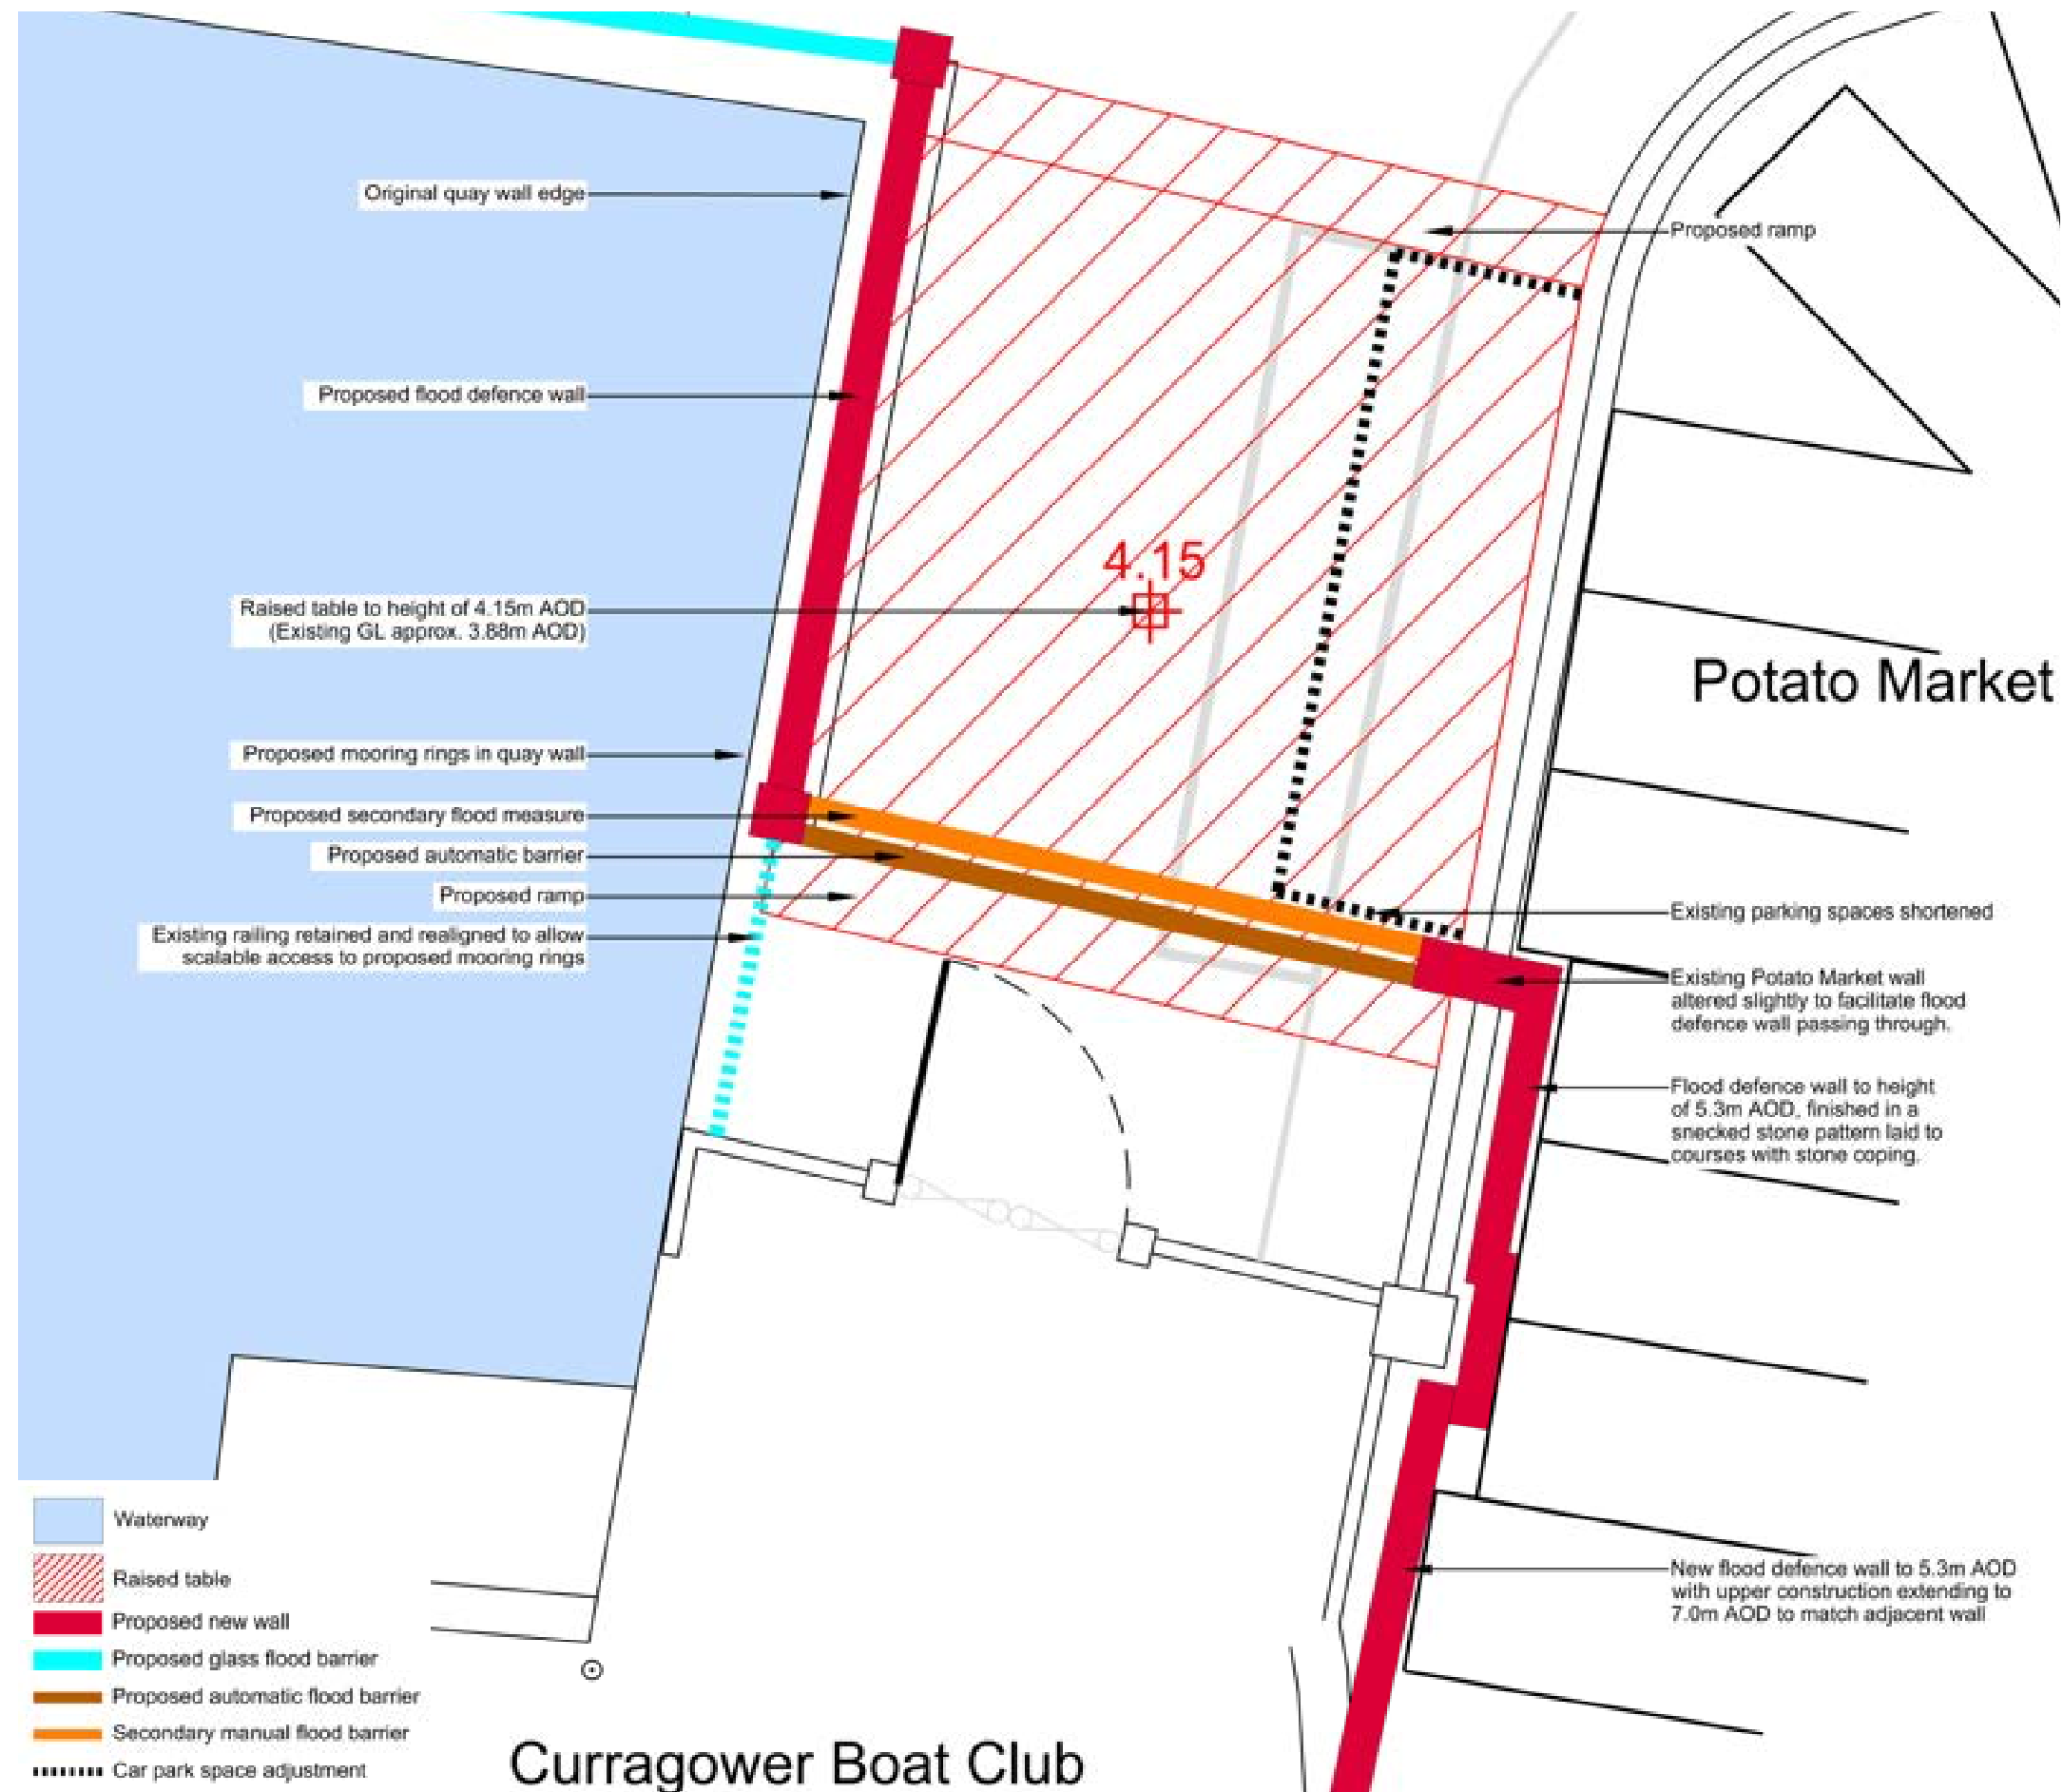 Original quay wall edge
Proposed ramp
Proposed flood defence wall
4.15
Raised table to height of 4.15m AOD
(Existing GL approx. 3.88m AOD)
Potato Market
Proposed mooring rings in quay wall
Proposed secondary flood measure
Proposed automatic barrier
Proposed ramp
Existing railing retained and realigned to allow
scalable access to proposed mooring rings
Existing parking spaces shortened
Existing Potato Market wall
altered slightly to facilitate flood
defence wall passing through.
Flood defence wall to height
of 5.3m AOD, finished in a
snecked stone pattern laid to
courses with stone coping.
New flood defence wall to 5.3m AOD
with upper construction extending to
7.0m AOD to match adjacent wall
Waterway
Raised table
Proposed new wall
Proposed glass flood barrier
Proposed automatic flood barrier
Secondary manual flood barrier
Car park space adjustment
Curragower Boat Club